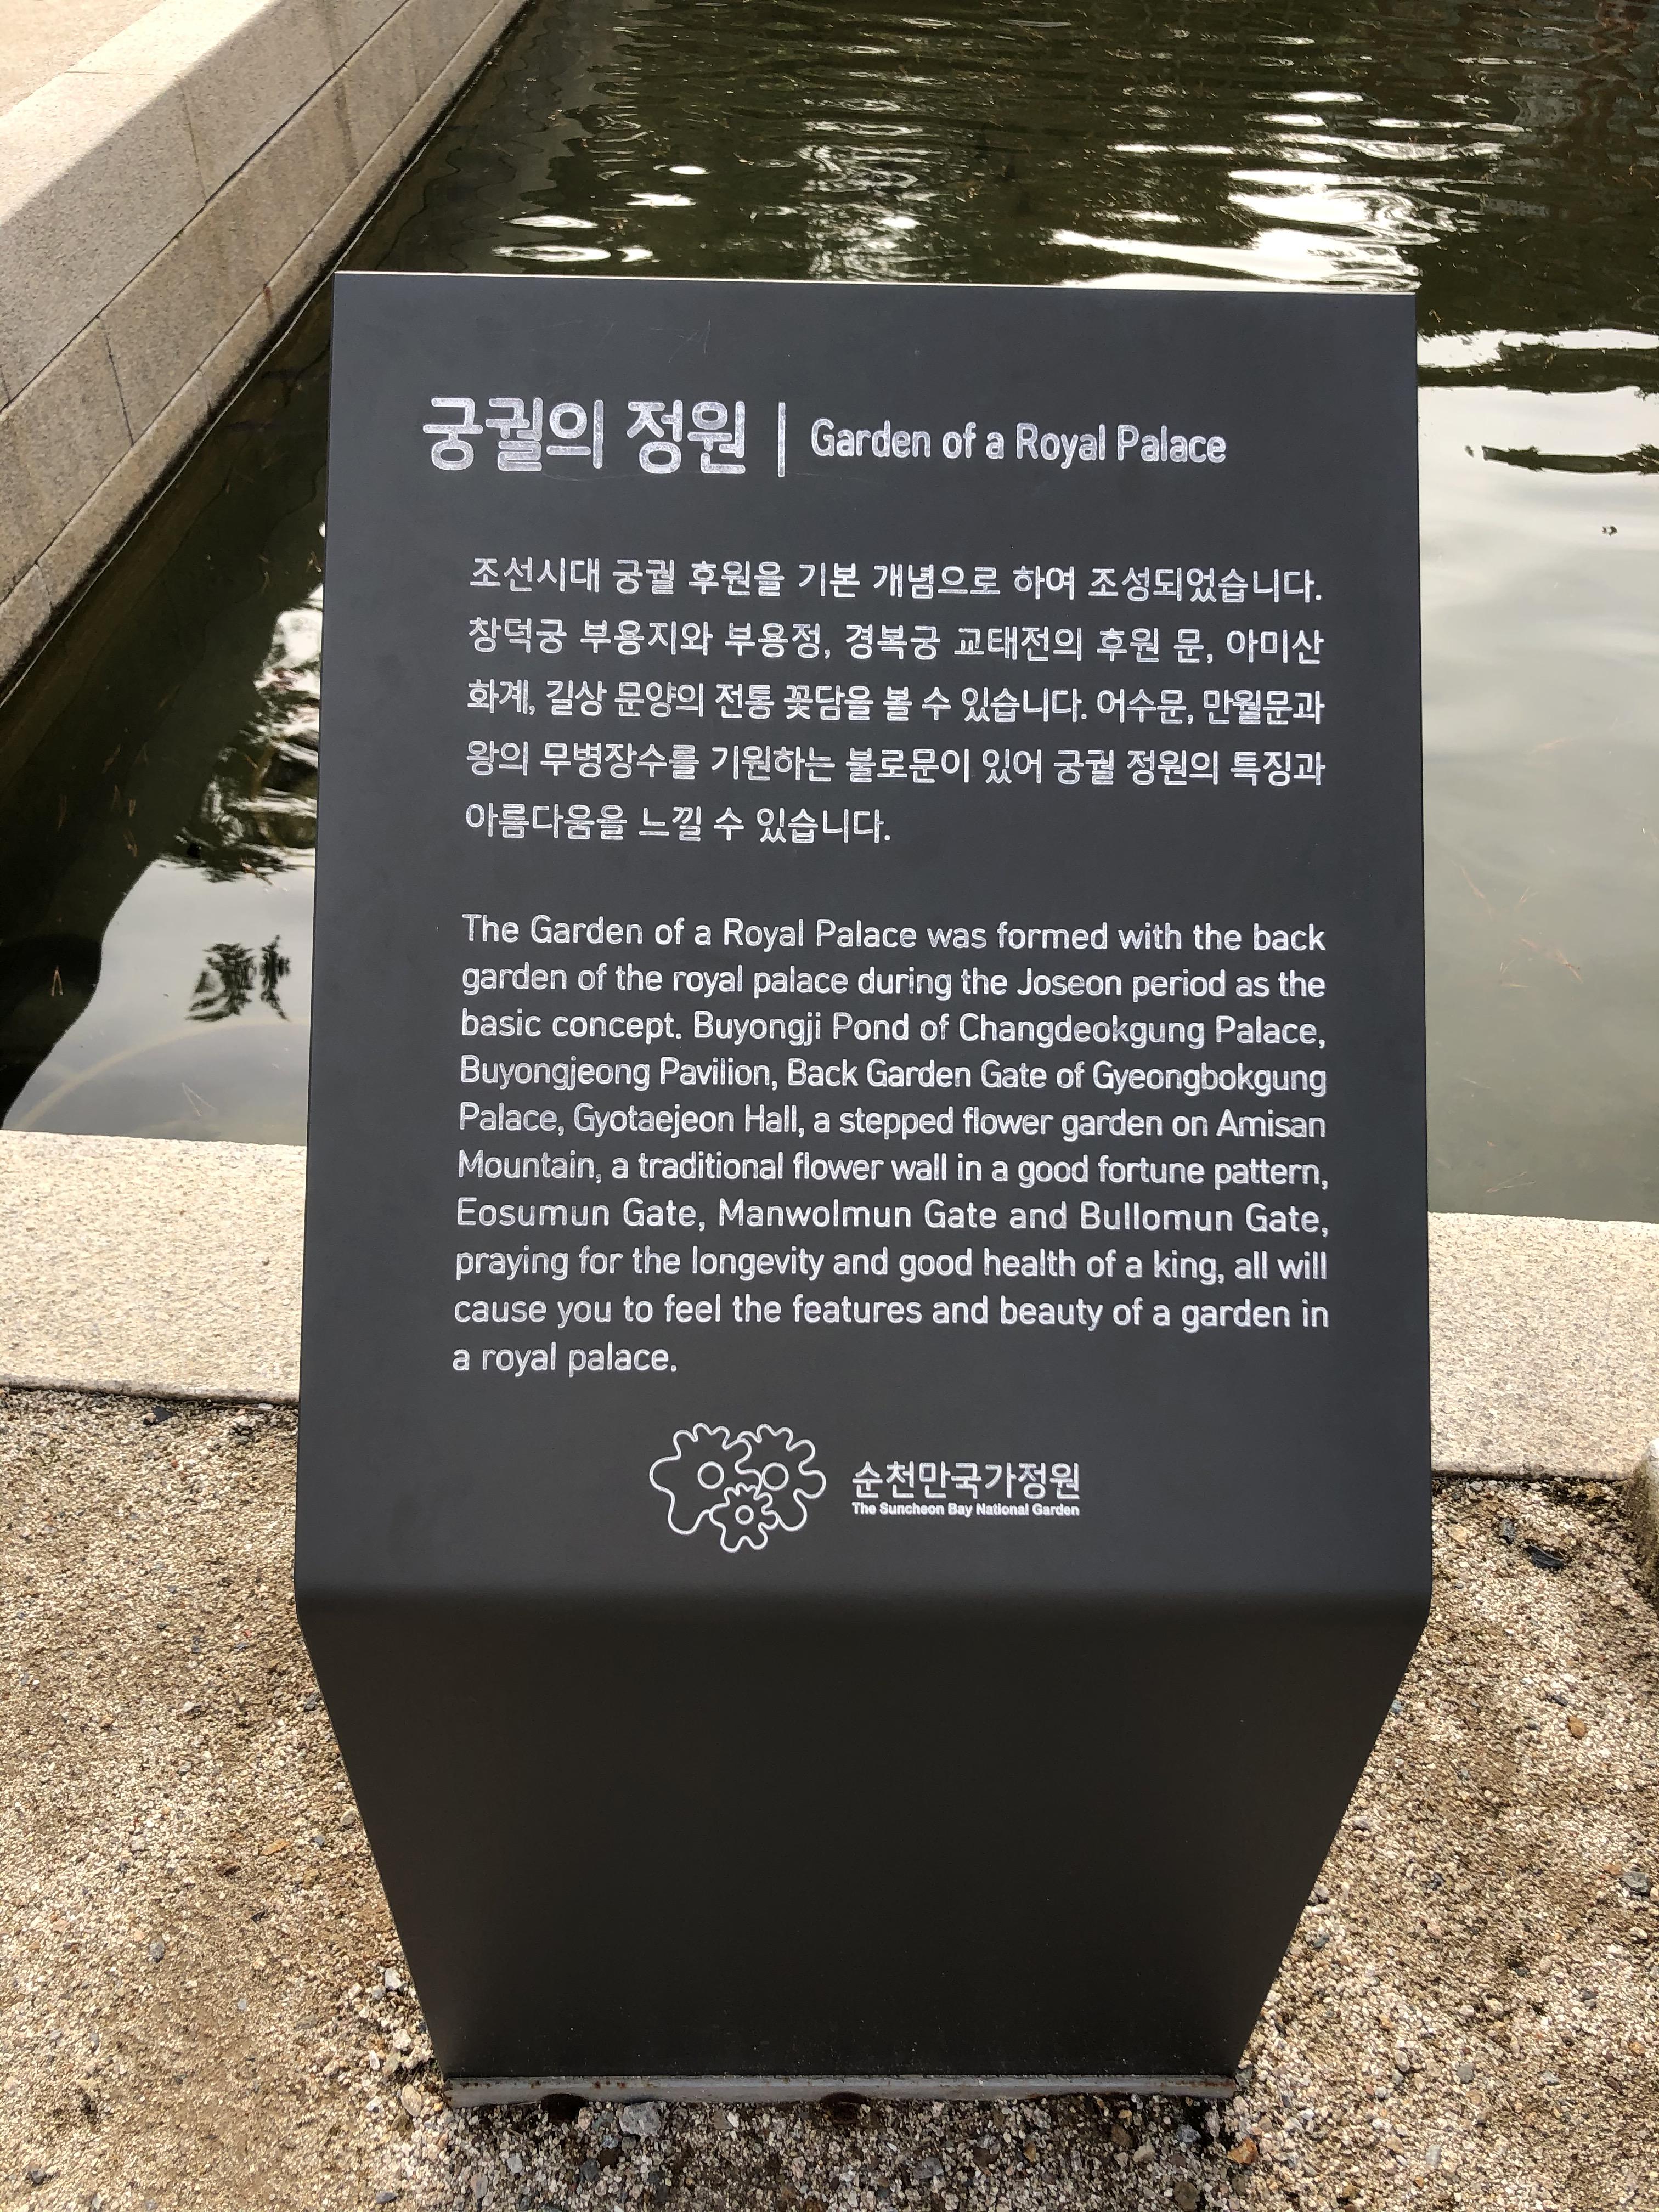 궁궐의 정원 | Garden of a Royal Palace
조선시대 궁궐 후원을 기본 개념으로 하여 조성되었습니다.
창덕궁 부용지와 부용정, 경복궁 교태전의 후원 문, 아미산
화계, 길상 문양의 전통 꽃담을 볼 수 있습니다. 어수문, 만월문과
왕의 무병장수를 기원하는 불로문이 있어 궁궐 정원의 특징과
아름다움을 느낄 수 있습니다.
The Garden of a Royal Palace was formed with the back
garden of the royal palace during the Joseon period as the
basic concept. Buyongji Pond of Changdeokgung Palace,
Buyongjeong Pavilion, Back Garden Gate of Gyeongbokgung
Palace, Gyotaejeon Hall, a stepped flower garden on Amisan
Mountain, a traditional flower wall in a good fortune pattern,
Eosumun Gate, Manwolmun Gate and Bullomun Gate,
praying for the longevity and good health of a king, all will
cause you to feel the features and beauty of a garden in
a royal palace.
순천만국가정원
The Suncheon Bay National Garden